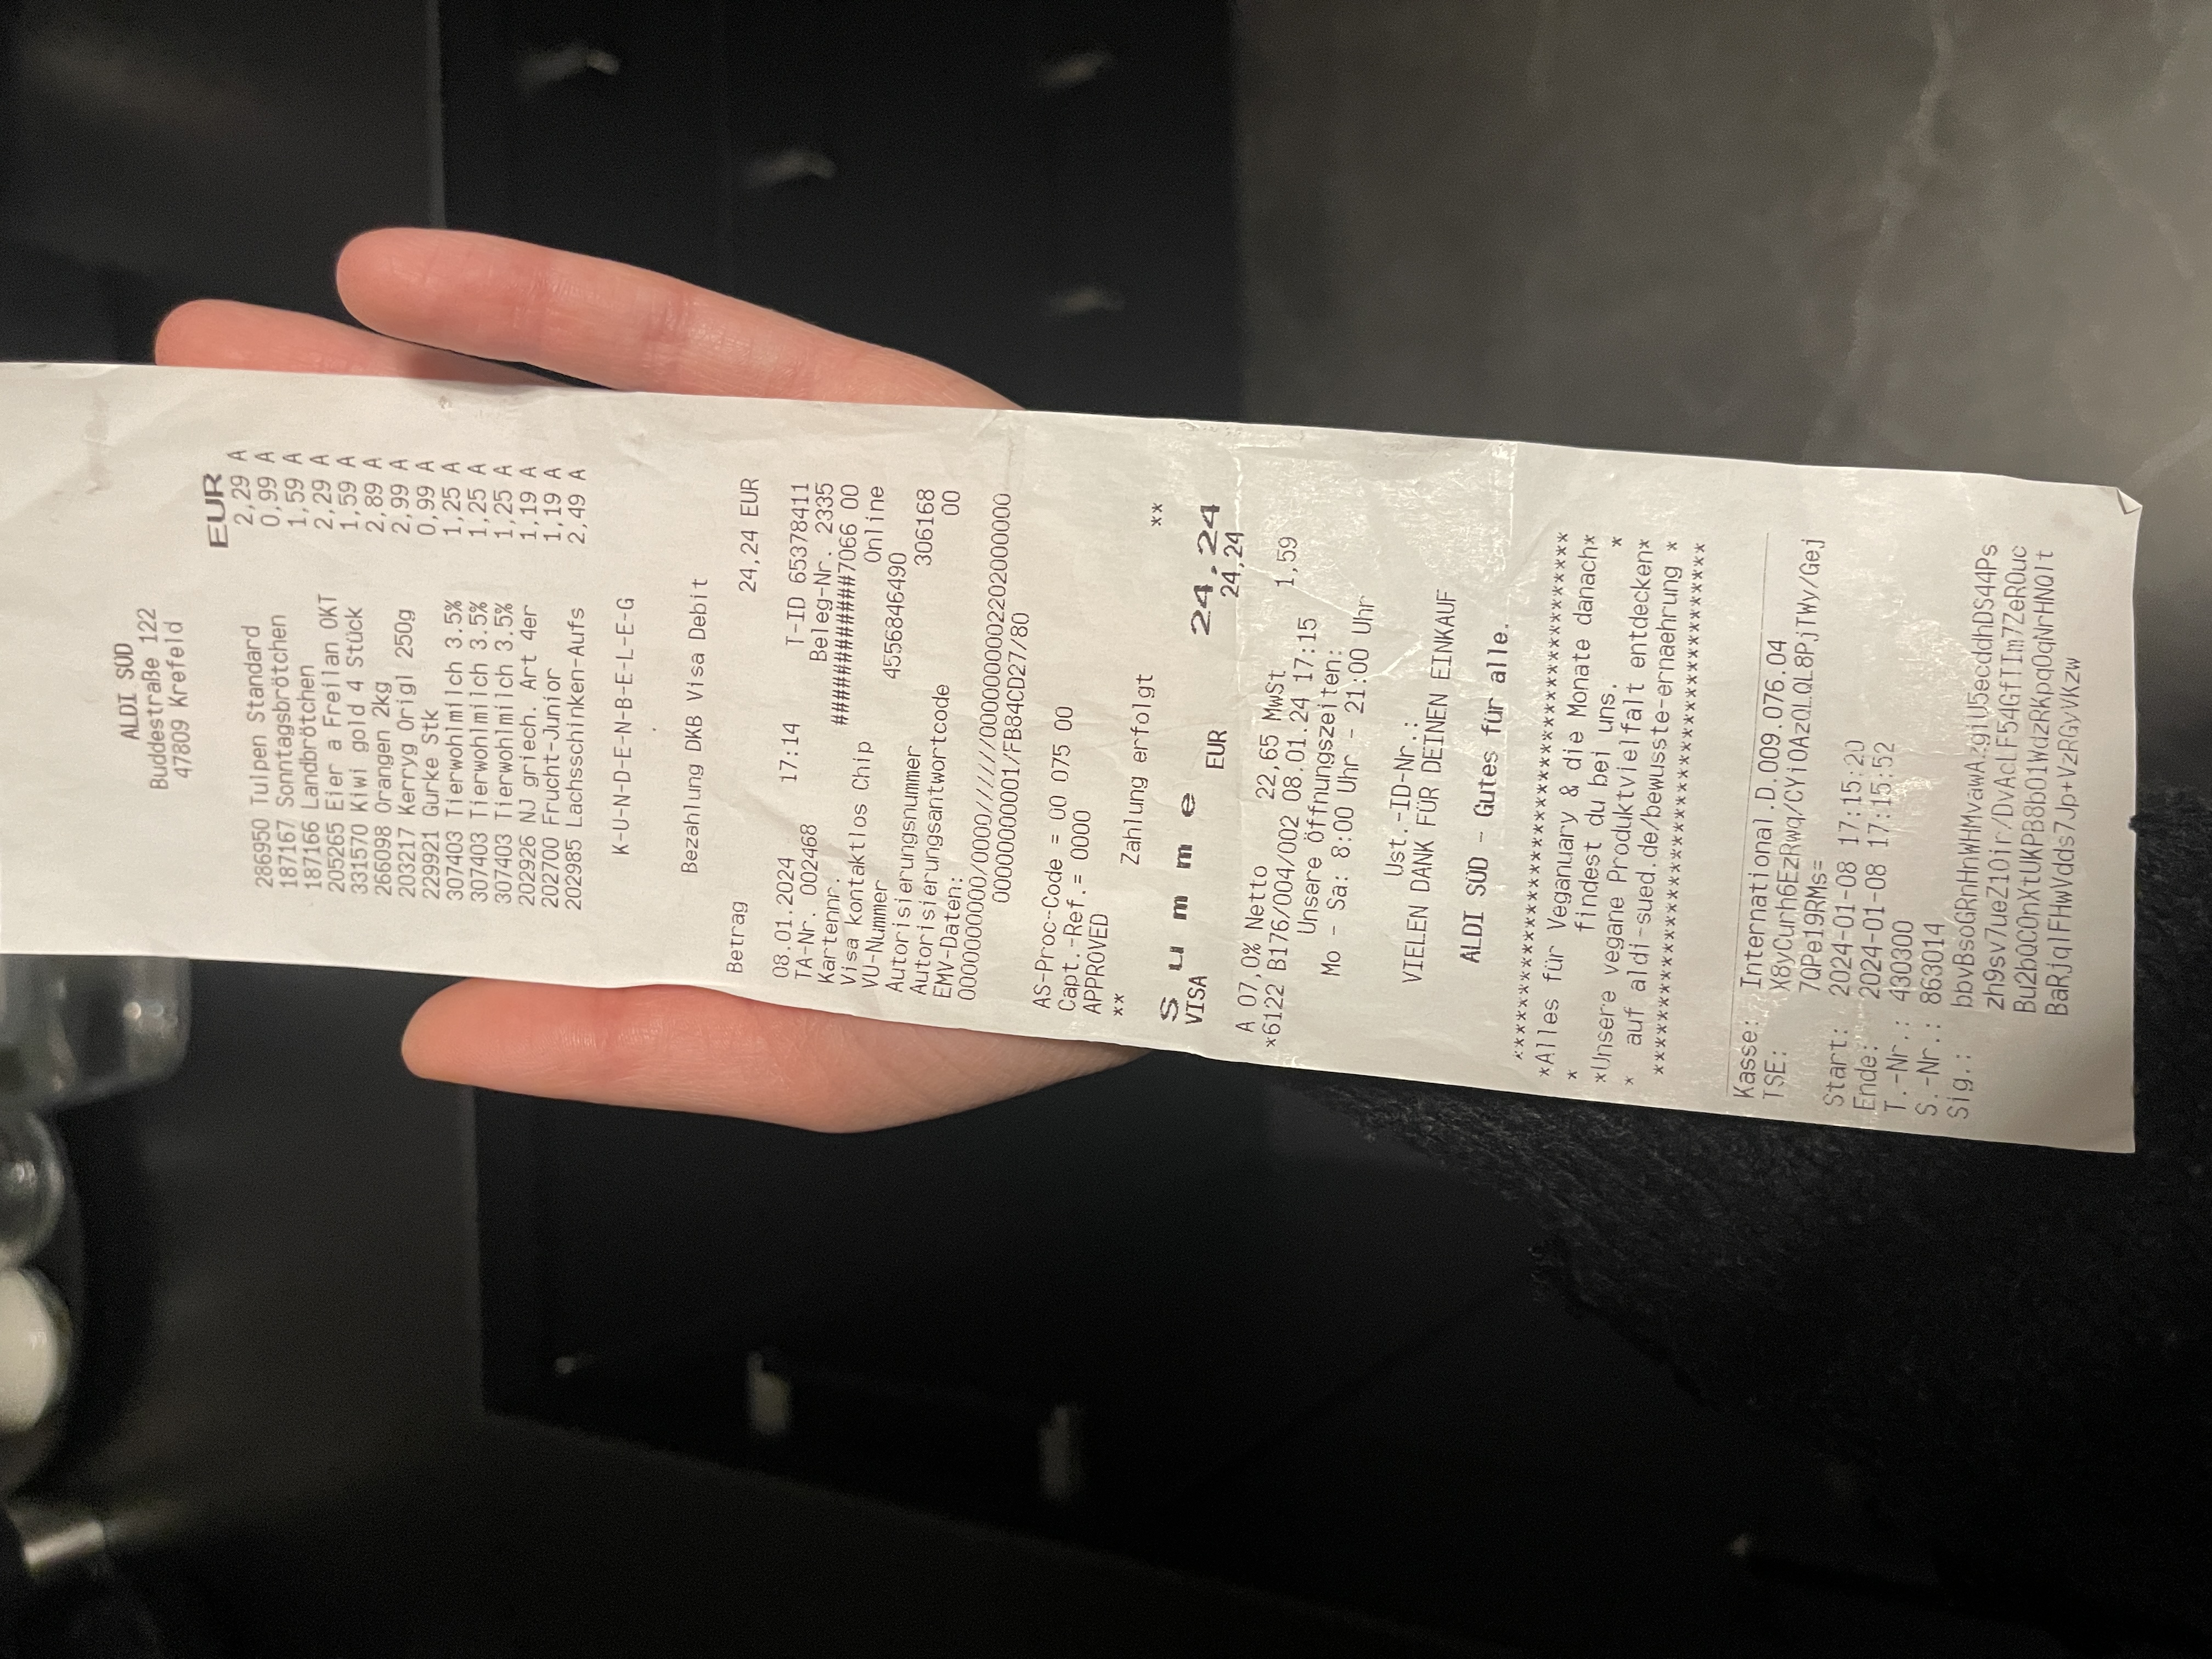 ALDI SÜD
Buddestraße 122
47809 Krefeld
EUR
286950 Tulpen Standard 2,29 A
187167 Sonntagsbrötchen 0,99 A
187166 Landbrötchen 1,59 A
205265 Eier a Freilan OKT 2,29 A
331570 Kiwi gold 4 Stück 1,59 A
266098 Orangen 2kg 2,89 A
203217 Kerryg Origl 250g 2,99 A
229921 Gurke Stk 0,99 A
307403 Tierwohlmilch 3.5% 1,25 A
307403 Tierwohlmilch 3.5% 1,25 A
307403 Tierwohlmilch 3.5% 1,25 A
202926 NJ griech. Art 4er 1,19 A
202700 Frucht-Junior 1,19 A
202985 Lachsschinken-Aufs 2,49 A
K-U-N-D-E-N-B-E-L-E-G
Bezahlung DKB Visa Debit
Betrag 24,24 EUR
08.01.2024 17:14 T-ID 65378411
TA-Nr. 002468 Beleg-Nr. 2335
Kartennr. ############7066 00
Visa kontaktlos Chip Online
VU-Nummer 4556846490
Autorisierungsnummer 306168
Autorisierungsantwortcode 00
EMV-Daten:
0000000000/0000//////0000000002202000000
00000000001/FB84CD27/80
AS-Proc-Code = 00 075 00
Capt.-Ref.= 0000
APPROVED
** Zahlung erfolgt **
Summe 24,24
VISA EUR 24,24
A 07,0% Netto 22,65 MwSt 1,59
*6122 B176/004/002 08.01.24 17:15
Unsere Öffnungszeiten:
Mo - Sa: 8:00 Uhr - 21:00 Uhr
Ust.-ID-Nr.:
VIELEN DANK FÜR DEINEN EINKAUF
ALDI SÜD - Gutes für alle.
****************************************
*Alles für Veganuary & die Monate danach*
* findest du bei uns. *
*Unsere vegane Produktvielfalt entdecken*
* auf aldi-sued.de/bewusste-ernaehrung *
****************************************
Kasse: International.D.009.076.04
TSE: X8yCurh6EzRwq/CYiOAzQLQL8PjTWy/Gej
7QPe19RMs=
Start: 2024-01-08 17:15:20
Ende: 2024-01-08 17:15:52
T.-Nr.: 430300
S.-Nr.: 863014
Sig.:
zh9sv7ueZ10ir/DvAcLF54GfTIm7ZeROuc
Bu2bQC0nXtUKPB8b01WdzRKpqOqNrHNQlt
BaRjqlFHwVdds7Jp+VzRGyVKzw